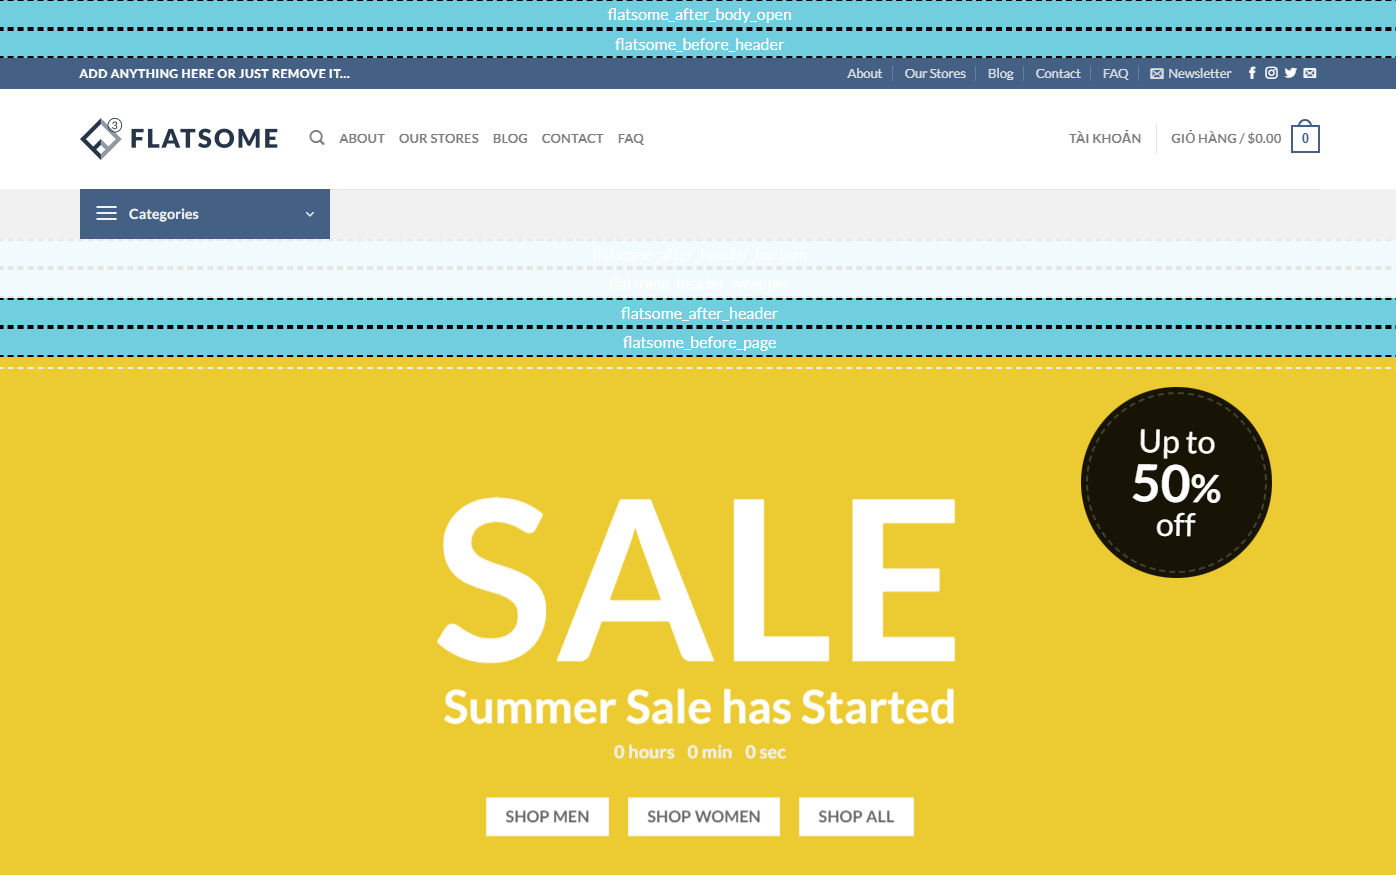 flatsome_after_body_open
flatsome_before_header
ADD ANYTHING HERE OR JUST REMOVE IT... About Our Stores Blog Contact FAQ Newsletter
3 FLATSOME ABOUT OUR STORES BLOG CONTACT FAQ TÀI KHOẢN GIỎ HÀNG / $0.00 0
Categories
flatsome_after_header_bottom
flatsome_header_wrapper
flatsome_after_header
flatsome_before_page
Up to
50%
off
SALE
Summer Sale has Started
0 hours 0 min 0 sec
SHOP MEN SHOP WOMEN SHOP ALL